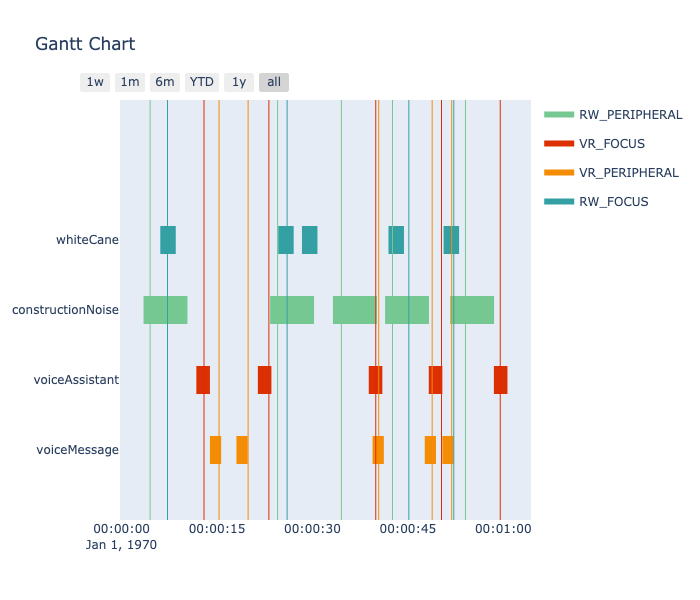 Gantt Chart
1w 1m 6m YTD 1y all
RW_PERIPHERAL
VR_FOCUS
VR_PERIPHERAL
RW_FOCUS
whiteCane
constructionNoise
voiceAssistant
voiceMessage
00:00:00 00:00:15 00:00:30 00:00:45 00:01:00
Jan 1, 1970